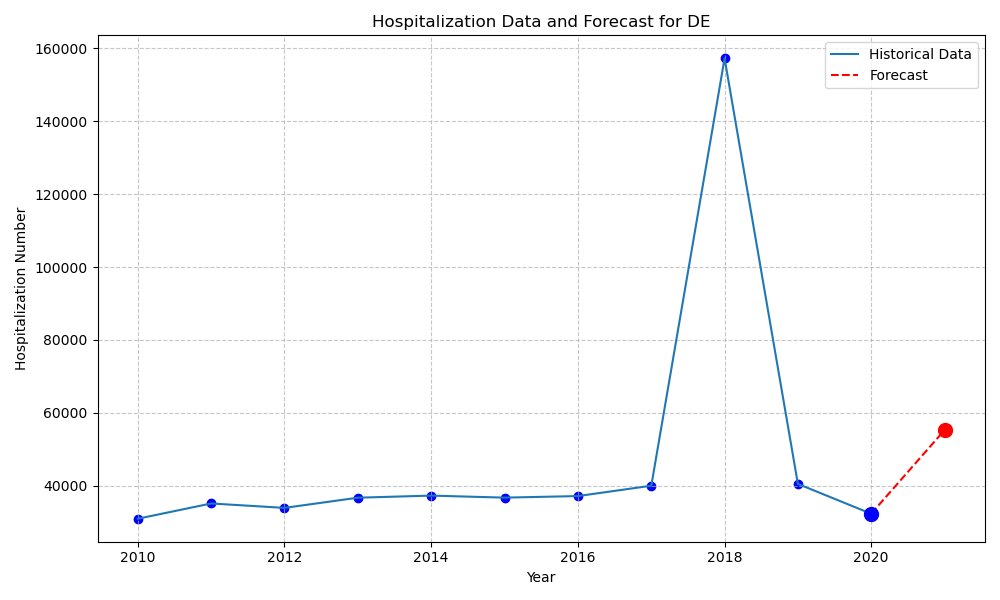 Hospitalization Data and Forecast for DE
Historical Data
Forecast
Hospitalization Number
160000
140000
120000
100000
80000
60000
40000
2010
2012
2014
2016
2018
2020
Year